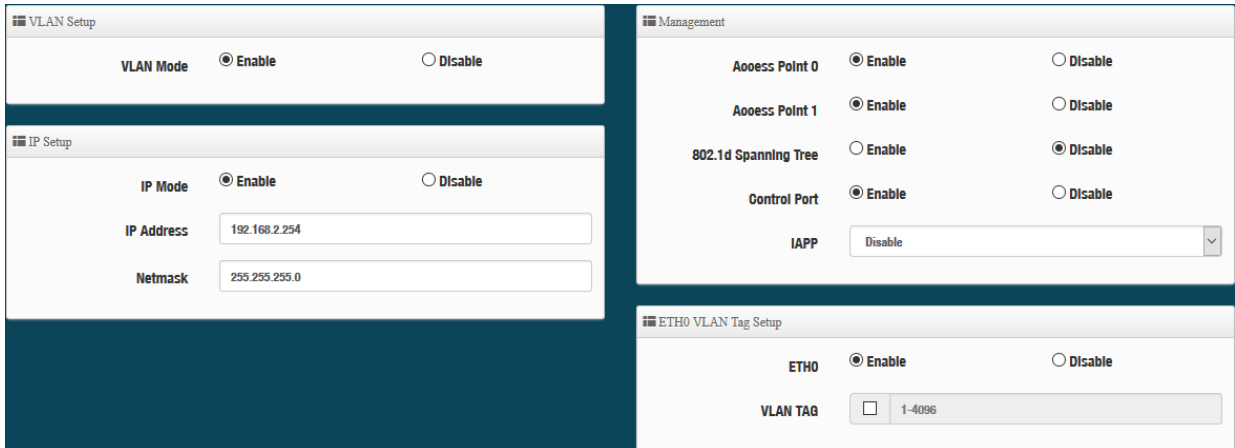 VLAN Setup
VLAN Mode Enable DIsable
IP Setup
IP Mode Enable DIsable
IP Address 192.168.2.254
Netmask 255.255.255.0
Management
Aooess PoInt 0 Enable DIsable
Aooess PoInt 1 Enable DIsable
802.1d SpannIng Tree Enable DIsable
Control Port Enable DIsable
IAPP Disable
ETH0 VLAN Tag Setup
ETH0 Enable DIsable
VLAN TAG 1-4096